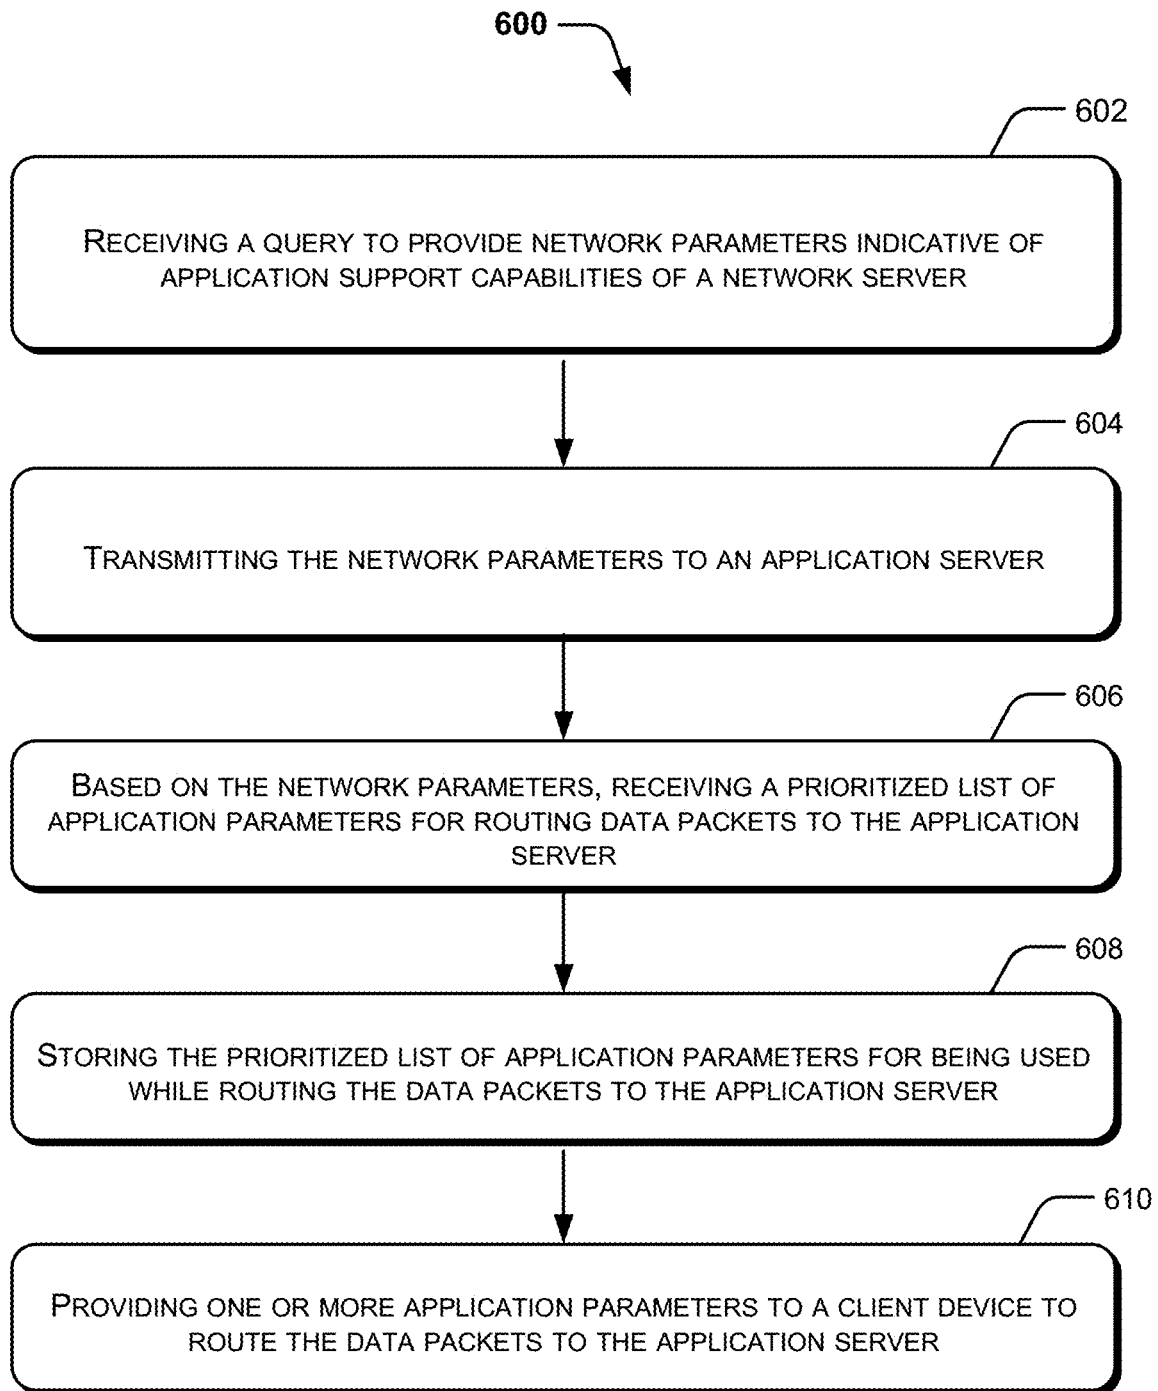 600
602
RECEIVING A QUERY TO PROVIDE NETWORK PARAMETERS INDICATIVE OF
APPLICATION SUPPORT CAPABILITIES OF A NETWORK SERVER
604
TRANSMITTING THE NETWORK PARAMETERS TO AN APPLICATION SERVER
606
BASED ON THE NETWORK PARAMETERS, RECEIVING A PRIORITIZED LIST OF
APPLICATION PARAMETERS FOR ROUTING DATA PACKETS TO THE APPLICATION
SERVER
608
STORING THE PRIORITIZED LIST OF APPLICATION PARAMETERS FOR BEING USED
WHILE ROUTING THE DATA PACKETS TO THE APPLICATION SERVER
610
PROVIDING ONE OR MORE APPLICATION PARAMETERS TO A CLIENT DEVICE TO
ROUTE THE DATA PACKETS TO THE APPLICATION SERVER